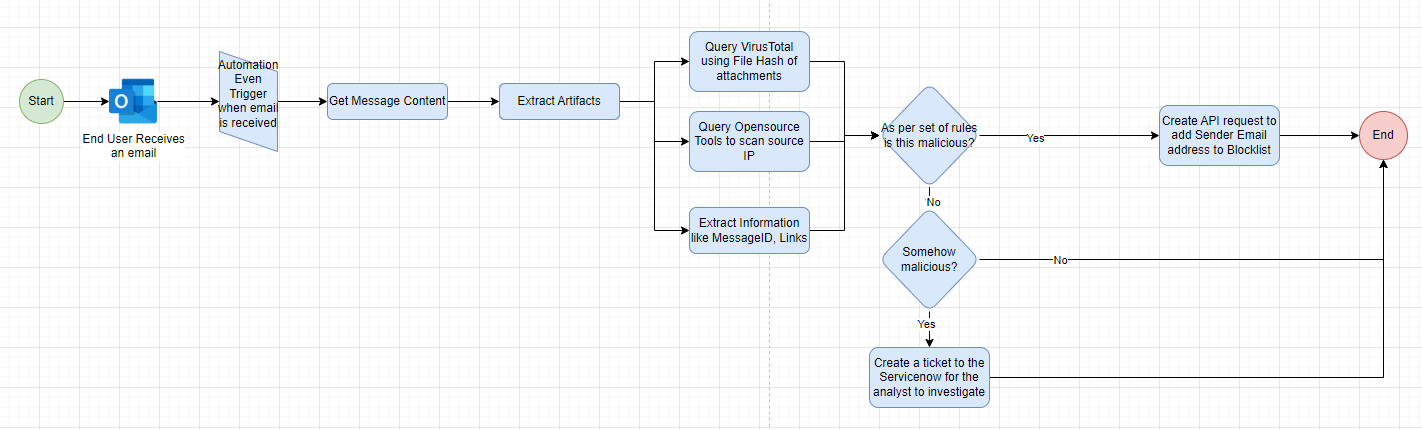 Start
O
End User Receives
an email
Automation
Even
Trigger
when email
is received
Get Message Content
Extract Artifacts
Query VirusTotal
using File Hash of
attachments
Query Opensource
Tools to scan source
IP
Extract Information
like MessageID, Links
As per set of rules
is this malicious?
Yes
Create API request to
add Sender Email
address to Blocklist
End
No
Somehow
malicious?
No
Yes
Create a ticket to the
Servicenow for the
analyst to investigate